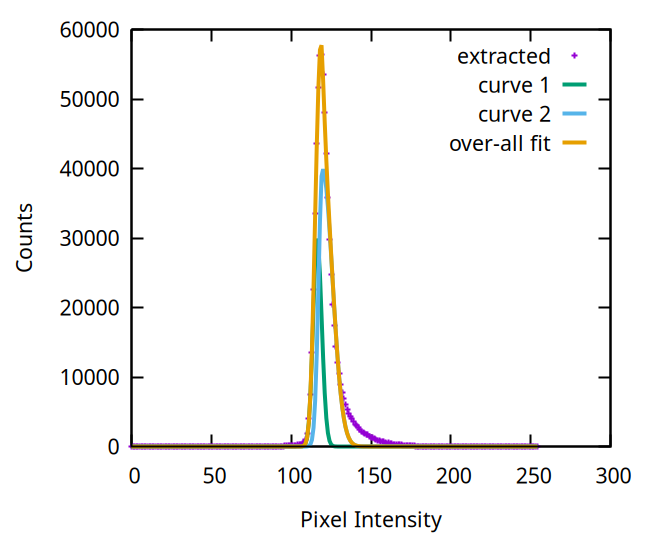 60000
50000
40000
30000
20000
10000
0
Counts
extracted
curve 1
curve 2
over-all fit
0 50 100 150 200 250 300
Pixel Intensity